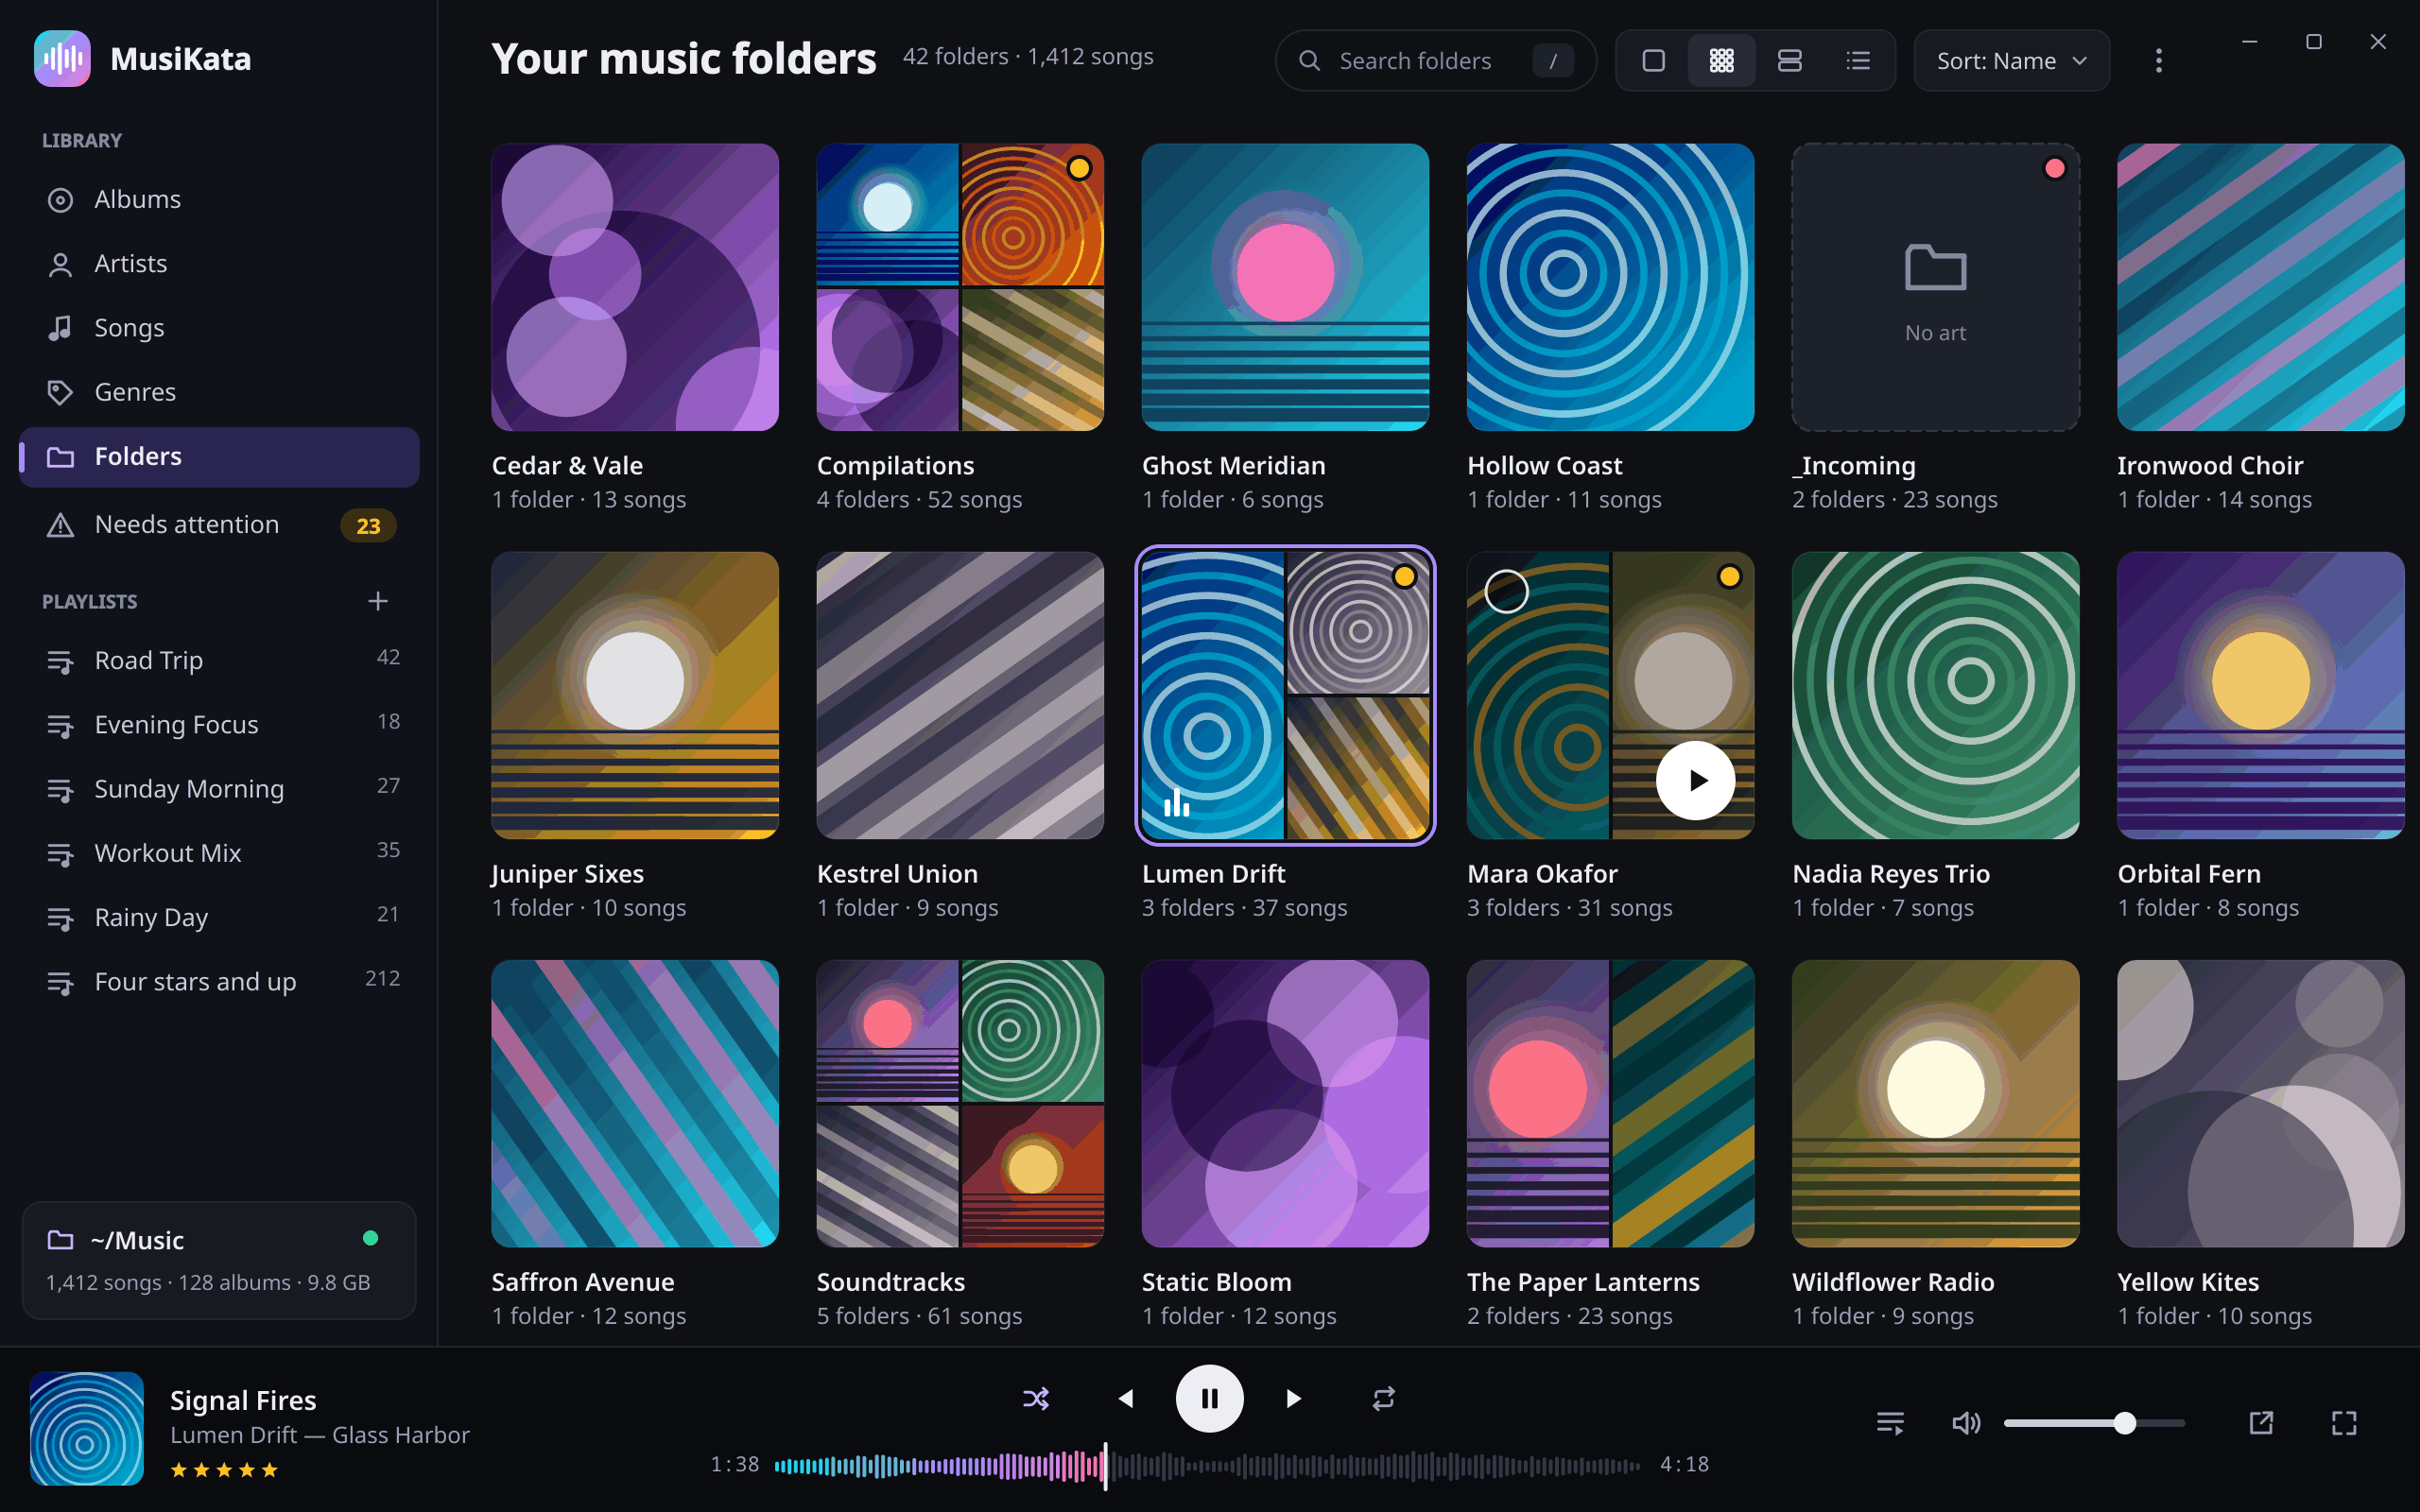 MusiKata
LIBRARY
Albums
Artists
Songs
Genres
Folders
Needs attention 23
PLAYLISTS
Road Trip 42
Evening Focus 18
Sunday Morning 27
Workout Mix 35
Rainy Day 21
Four stars and up 212
~/Music
1,412 songs · 128 albums · 9.8 GB
Your music folders 42 folders · 1,412 songs
Search folders /
Sort: Name
No art
Cedar & Vale
1 folder · 13 songs
Compilations
4 folders · 52 songs
Ghost Meridian
1 folder · 6 songs
Hollow Coast
1 folder · 11 songs
_Incoming
2 folders · 23 songs
Ironwood Choir
1 folder · 14 songs
Juniper Sixes
1 folder · 10 songs
Kestrel Union
1 folder · 9 songs
Lumen Drift
3 folders · 37 songs
Mara Okafor
3 folders · 31 songs
Nadia Reyes Trio
1 folder · 7 songs
Orbital Fern
1 folder · 8 songs
Saffron Avenue
1 folder · 12 songs
Soundtracks
5 folders · 61 songs
Static Bloom
1 folder · 12 songs
The Paper Lanterns
2 folders · 23 songs
Wildflower Radio
1 folder · 9 songs
Yellow Kites
1 folder · 10 songs
Signal Fires
Lumen Drift — Glass Harbor
1:38
4:18